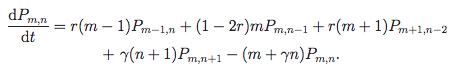 dP_{m,n}/dt = r(m − 1)P_{m−1,n} + (1 − 2r)mP_{m,n−1} + r(m + 1)P_{m+1,n−2}
+ γ(n + 1)P_{m,n+1} − (m + γn)P_{m,n}.